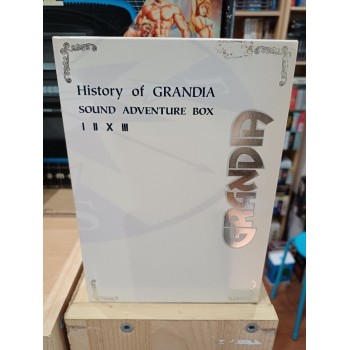 History of GRANDIA
SOUND ADVENTURE BOX
I II X III
GRANDIA